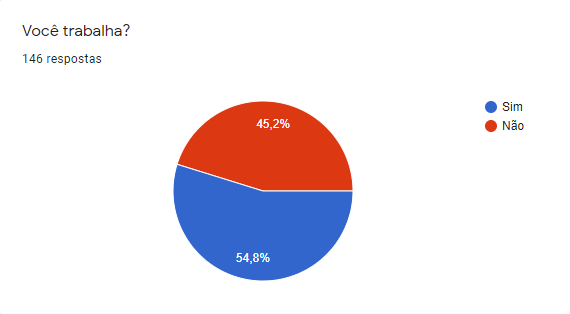 Você trabalha?
146 respostas
Sim
Não
45,2%
54,8%